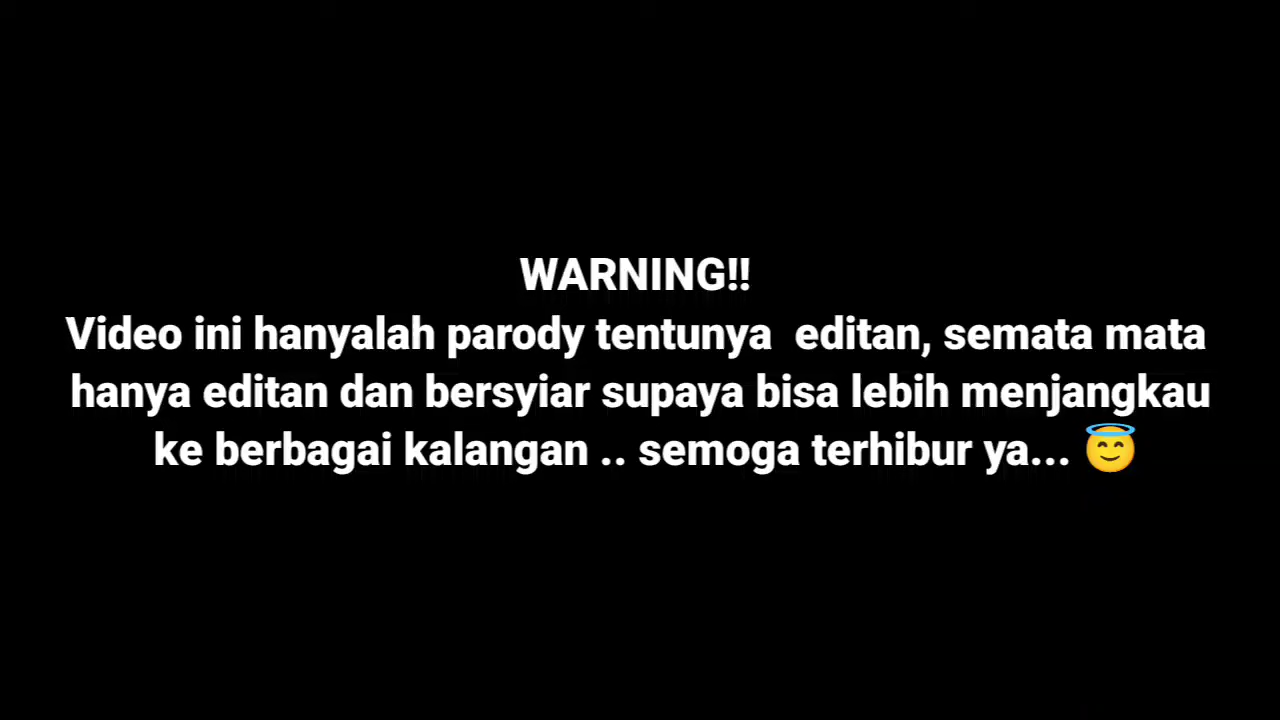 WARNING!!
Video ini hanyalah parody tentunya  editan, semata mata
hanya editan dan bersyiar supaya bisa lebih menjangkau
ke berbagai kalangan .. semoga terhibur ya... 😇